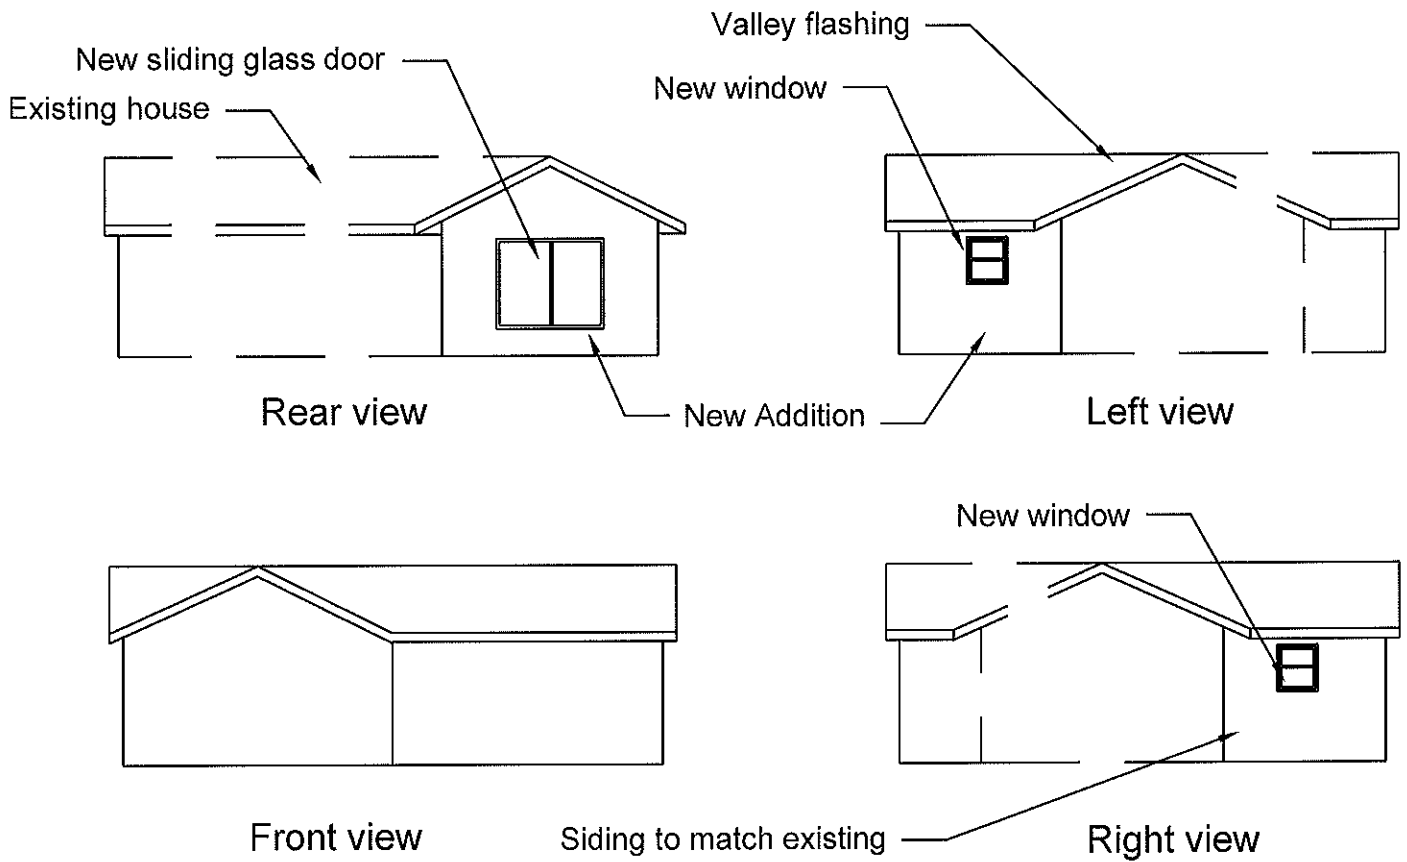 New sliding glass door
Existing house
Valley flashing
New window
Rear view
New Addition
Left view
New window
Front view
Siding to match existing
Right view